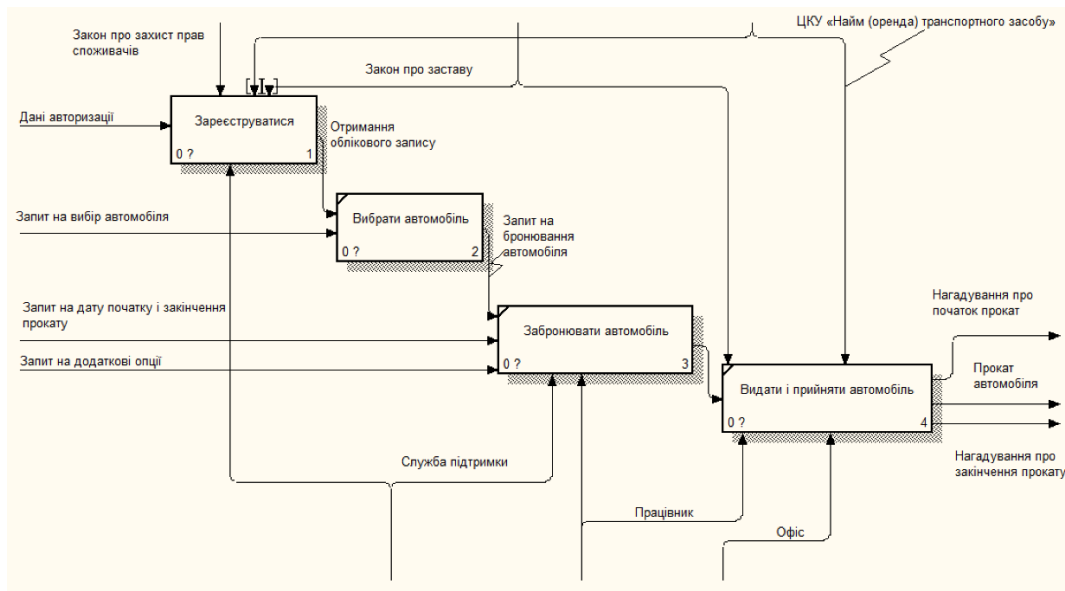 ЦКУ «Найм (оренда) транспортного засобу»
Закон про захист прав
споживачів
Закон про заставу
Дані авторизації
Зареєструватися
0 ?
1
Отримання
облікового запису
Запит на вибір автомобіля
Вибрати автомобіль
0 ?
2
Запит на
бронювання
автомобіля
Запит на дату початку і закінчення
прокату
Забронювати автомобіль
0 ?
3
Запит на додаткові опції
Нагадування про
початок прокат
Видати і прийняти автомобіль
0 ?
4
Прокат
автомобіля
Нагадування про
закінчення прокату
Служба підтримки
Працівник
Офіс